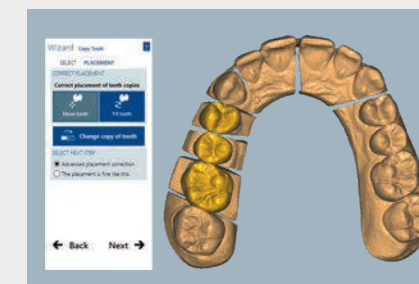 Wizard Copy Tooth ?
SELECT PLACEMENT
CORRECT PLACEMENT
Correct placement of teeth copies
Move tooth Tilt tooth
Change copy of tooth
SELECT NEXT STEP
Advanced placement correction
The placement is fine like this
Back Next